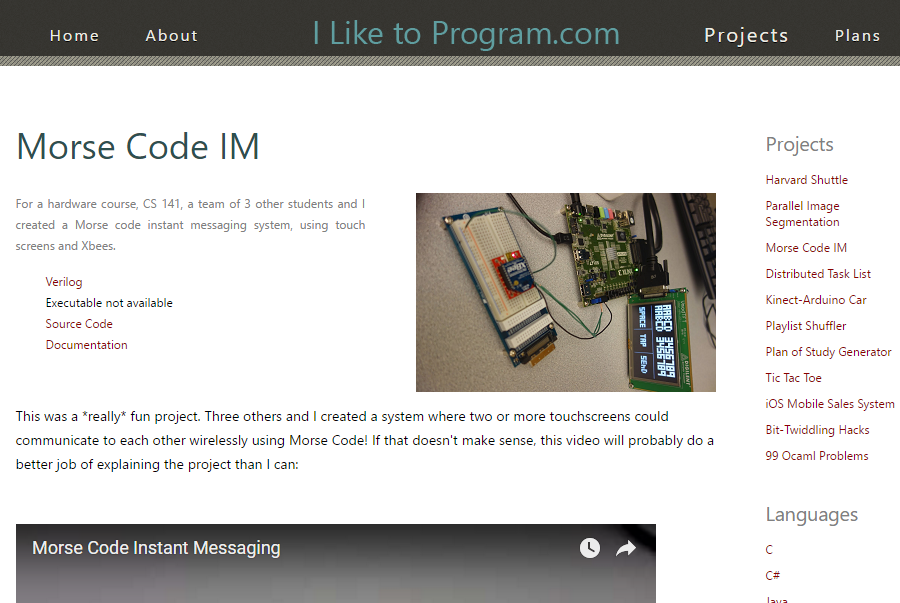 Home About I Like to Program.com Projects Plans
Morse Code IM
For a hardware course, CS 141, a team of 3 other students and I
created a Morse code instant messaging system, using touch
screens and Xbees.
Verilog
Executable not available
Source Code
Documentation
SPACE TAP SEND
This was a *really* fun project. Three others and I created a system where two or more touchscreens could
communicate to each other wirelessly using Morse Code! If that doesn't make sense, this video will probably do a
better job of explaining the project than I can:
Morse Code Instant Messaging
Projects
Harvard Shuttle
Parallel Image
Segmentation
Morse Code IM
Distributed Task List
Kinect-Arduino Car
Playlist Shuffler
Plan of Study Generator
Tic Tac Toe
iOS Mobile Sales System
Bit-Twiddling Hacks
99 Ocaml Problems
Languages
C
C#
Java